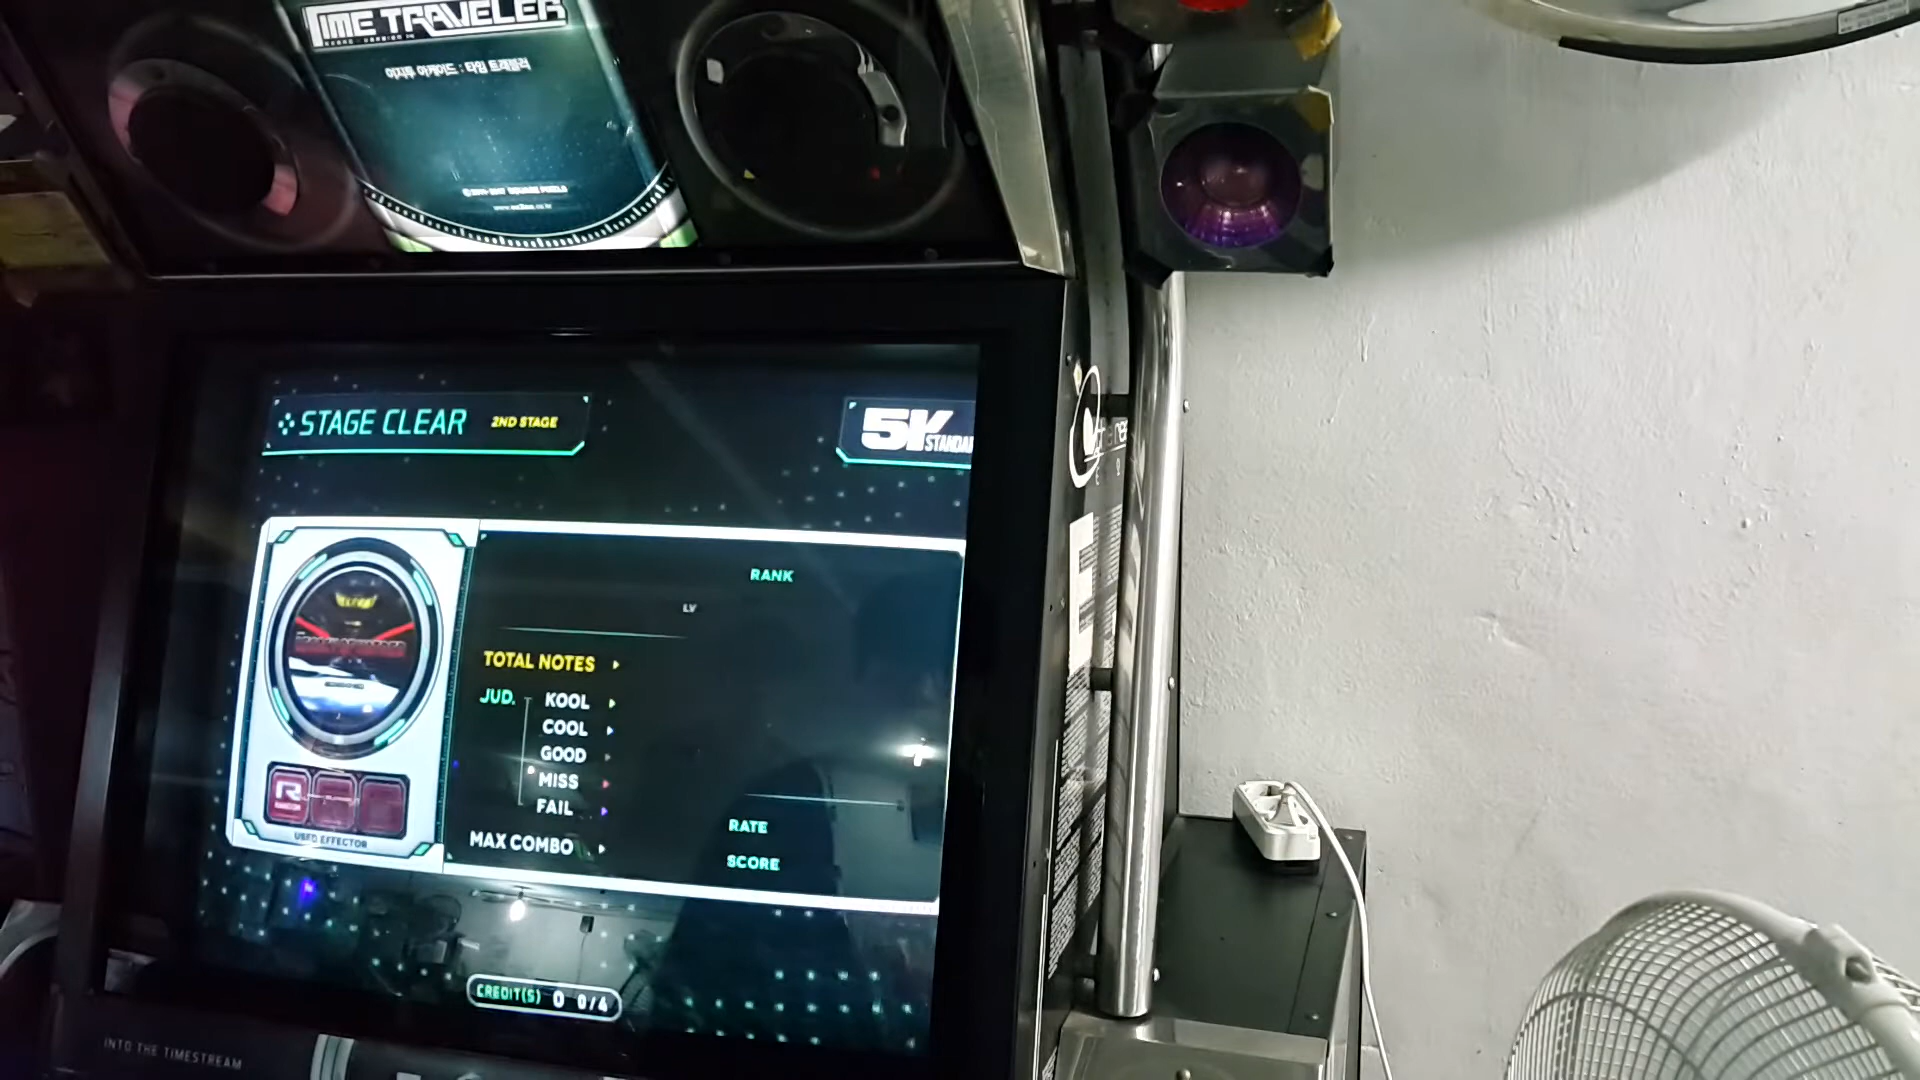 TIME TRAVELER
이지투 아케이드 : 타임 트래블러
STAGE CLEAR 2ND STAGE
5K
RANK
LV
TOTAL NOTES
JUD. KOOL
COOL
GOOD
MISS
FAIL
MAX COMBO
RATE
SCORE
R
USED EFFECTOR
CREDIT(S) 0 0/4
INTO THE TIMESTREAM